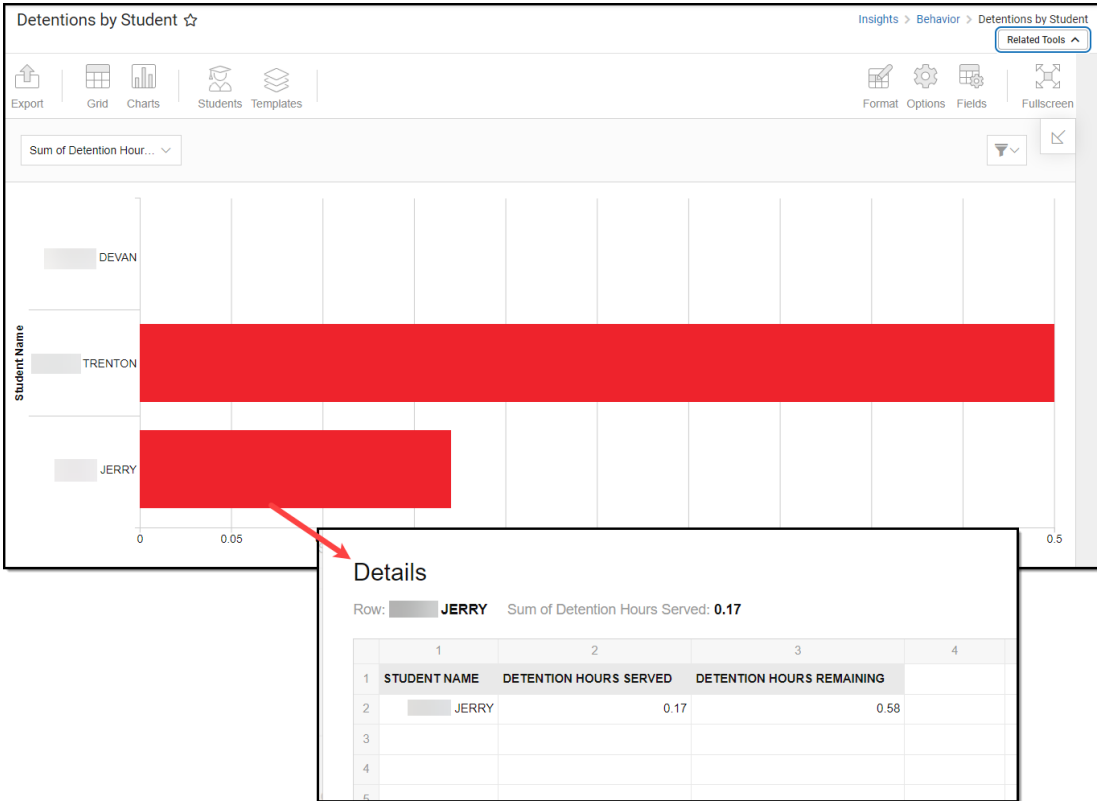 Detentions by Student
Insights > Behavior > Detentions by Student
Related Tools
Export Grid Charts Students Templates Format Options Fields Fullscreen
Sum of Detention Hour...
Student Name
DEVAN
TRENTON
JERRY
0 0.05 0.5
Details
Row: JERRY Sum of Detention Hours Served: 0.17
1 2 3 4
1 STUDENT NAME DETENTION HOURS SERVED DETENTION HOURS REMAINING
2 JERRY 0.17 0.58
3
4
5